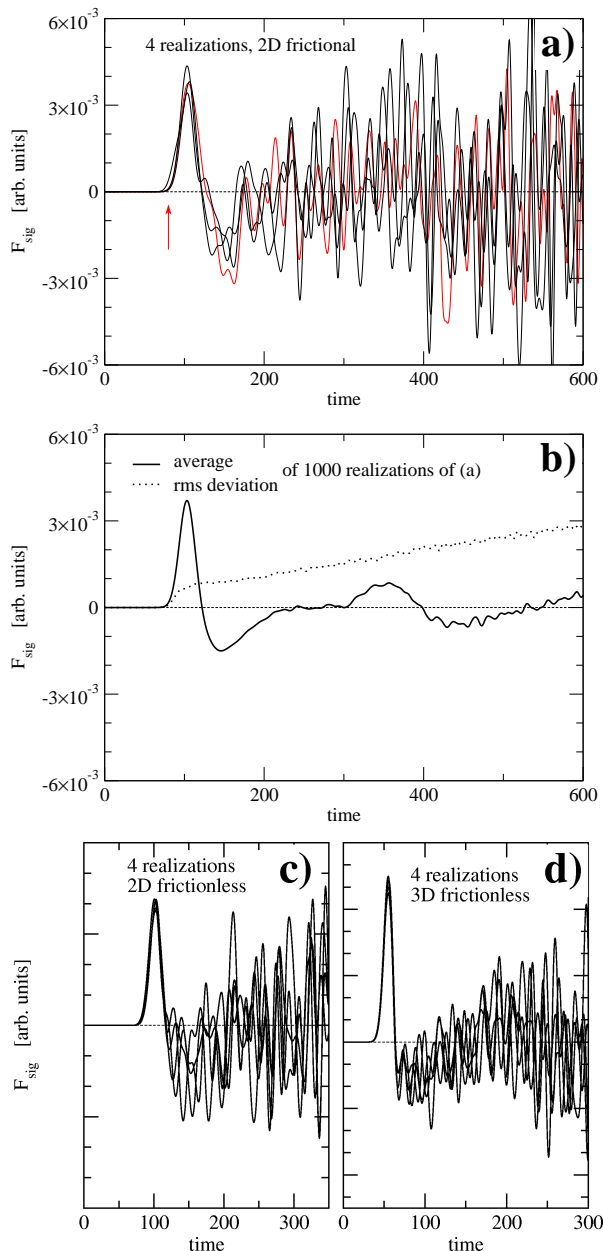 6×10⁻³
a)
4 realizations, 2D frictional
3×10⁻³
0
-3×10⁻³
-6×10⁻³
F_sig [arb. units]
0 200 400 600
time
6×10⁻³
b)
average
rms deviation
of 1000 realizations of (a)
3×10⁻³
0
-3×10⁻³
-6×10⁻³
F_sig [arb. units]
0 200 400 600
time
4 realizations
2D frictionless
c)
F_sig [arb. units]
0 100 200 300
time
4 realizations
3D frictionless
d)
0 100 200 300
time